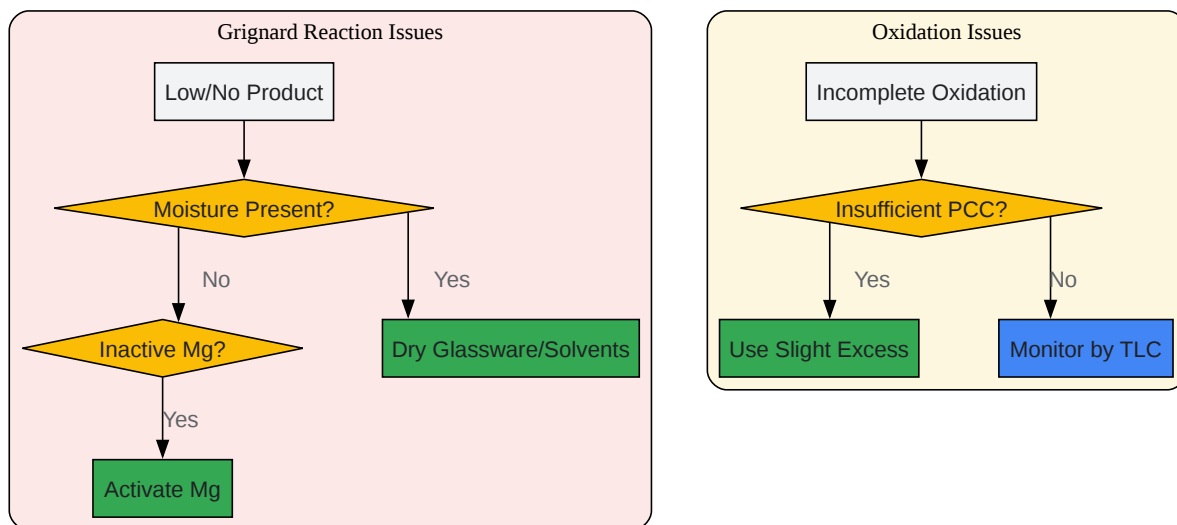 Grignard Reaction Issues
Low/No Product
Moisture Present?
No
Yes
Inactive Mg?
Dry Glassware/Solvents
Yes
Activate Mg
Oxidation Issues
Incomplete Oxidation
Insufficient PCC?
Yes
No
Use Slight Excess
Monitor by TLC